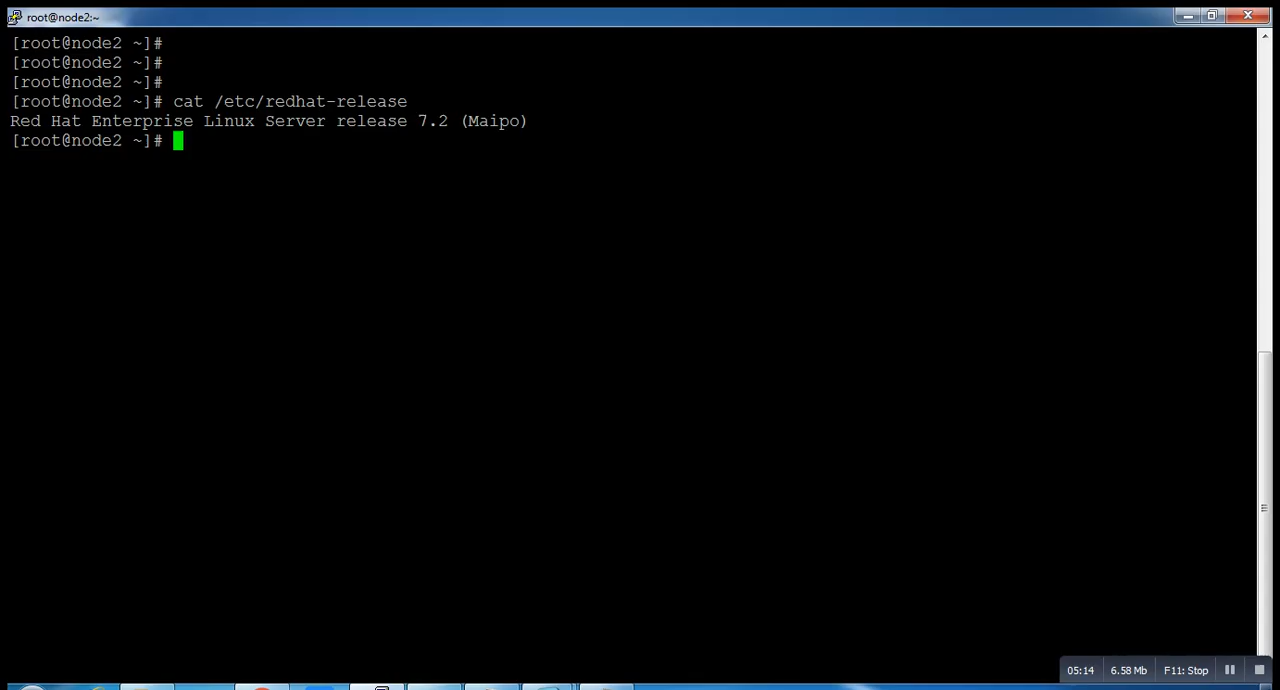 root@node2:~
[root@node2 ~]#
[root@node2 ~]#
[root@node2 ~]#
[root@node2 ~]# cat /etc/redhat-release
Red Hat Enterprise Linux Server release 7.2 (Maipo)
[root@node2 ~]#
05:14 6.58 Mb F11: Stop